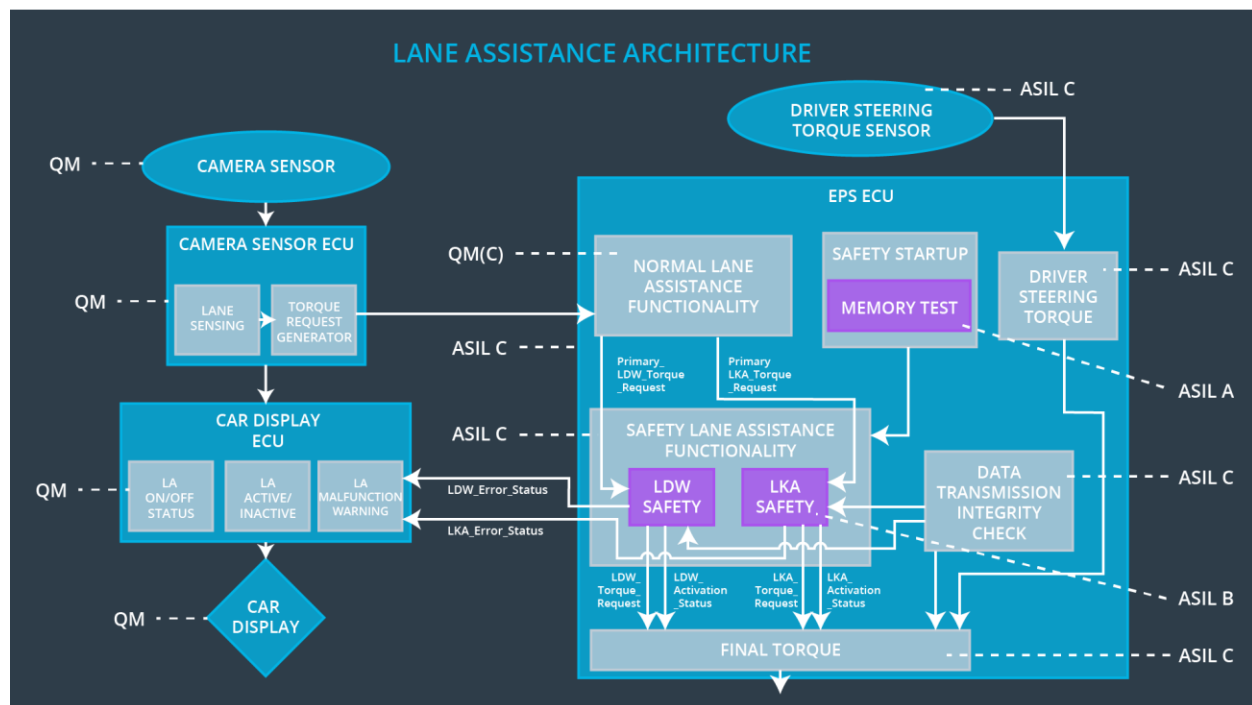 LANE ASSISTANCE ARCHITECTURE
ASIL C
DRIVER STEERING
TORQUE SENSOR
QM
CAMERA SENSOR
EPS ECU
CAMERA SENSOR ECU
QM(C)
NORMAL LANE
ASSISTANCE
FUNCTIONALITY
SAFETY STARTUP
MEMORY TEST
DRIVER
STEERING
TORQUE
ASIL C
QM
LANE
SENSING
TORQUE
REQUEST
GENERATOR
ASIL C
Primary_
LDW_Torque
_Request
Primary
LKA_Torque
_Request
ASIL A
CAR DISPLAY
ECU
ASIL C
SAFETY LANE ASSISTANCE
FUNCTIONALITY
QM
LA
ON/OFF
STATUS
LA
ACTIVE/
INACTIVE
LA
MALFUNCTION
WARNING
LDW_Error_Status
LKA_Error_Status
LDW
SAFETY
LKA
SAFETY
DATA
TRANSMISSION
INTEGRITY
CHECK
ASIL C
LDW_
Torque_
Request
LDW_
Activation
_Status
LKA_
Torque_
Request
LKA_
Activation
_Status
ASIL B
QM
CAR
DISPLAY
FINAL TORQUE
ASIL C